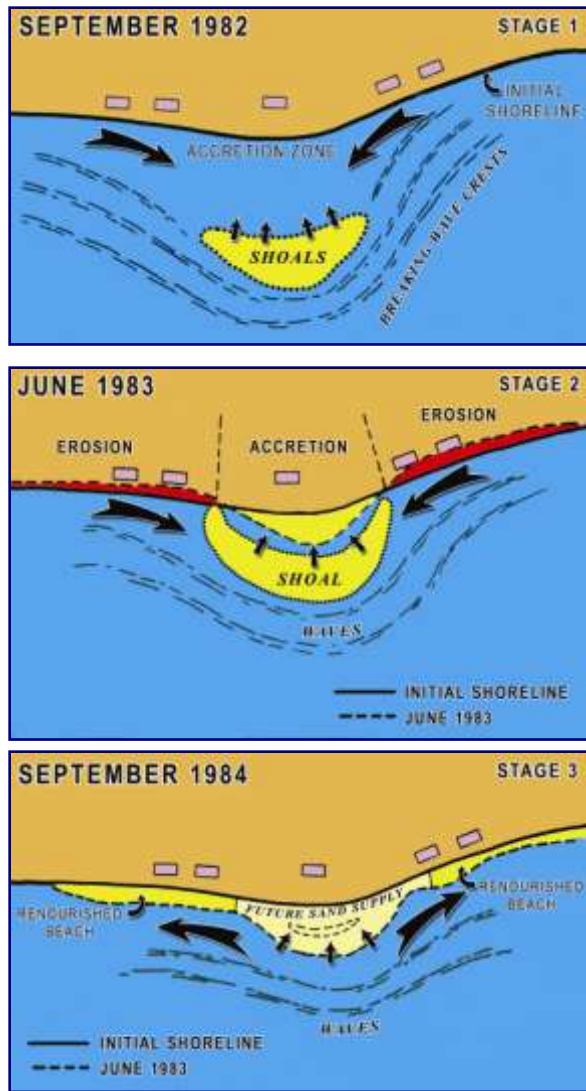 SEPTEMBER 1982
STAGE 1
INITIAL
SHORELINE
ACCRETION ZONE
BREAKING WAVE CRESTS
SHOALS
JUNE 1983
STAGE 2
EROSION
ACCRETION
EROSION
SHOAL
WAVES
INITIAL SHORELINE
JUNE 1983
SEPTEMBER 1984
STAGE 3
RENOURISHED
BEACH
FUTURE SAND SUPPLY
RENOURISHED
BEACH
WAVES
INITIAL SHORELINE
JUNE 1983